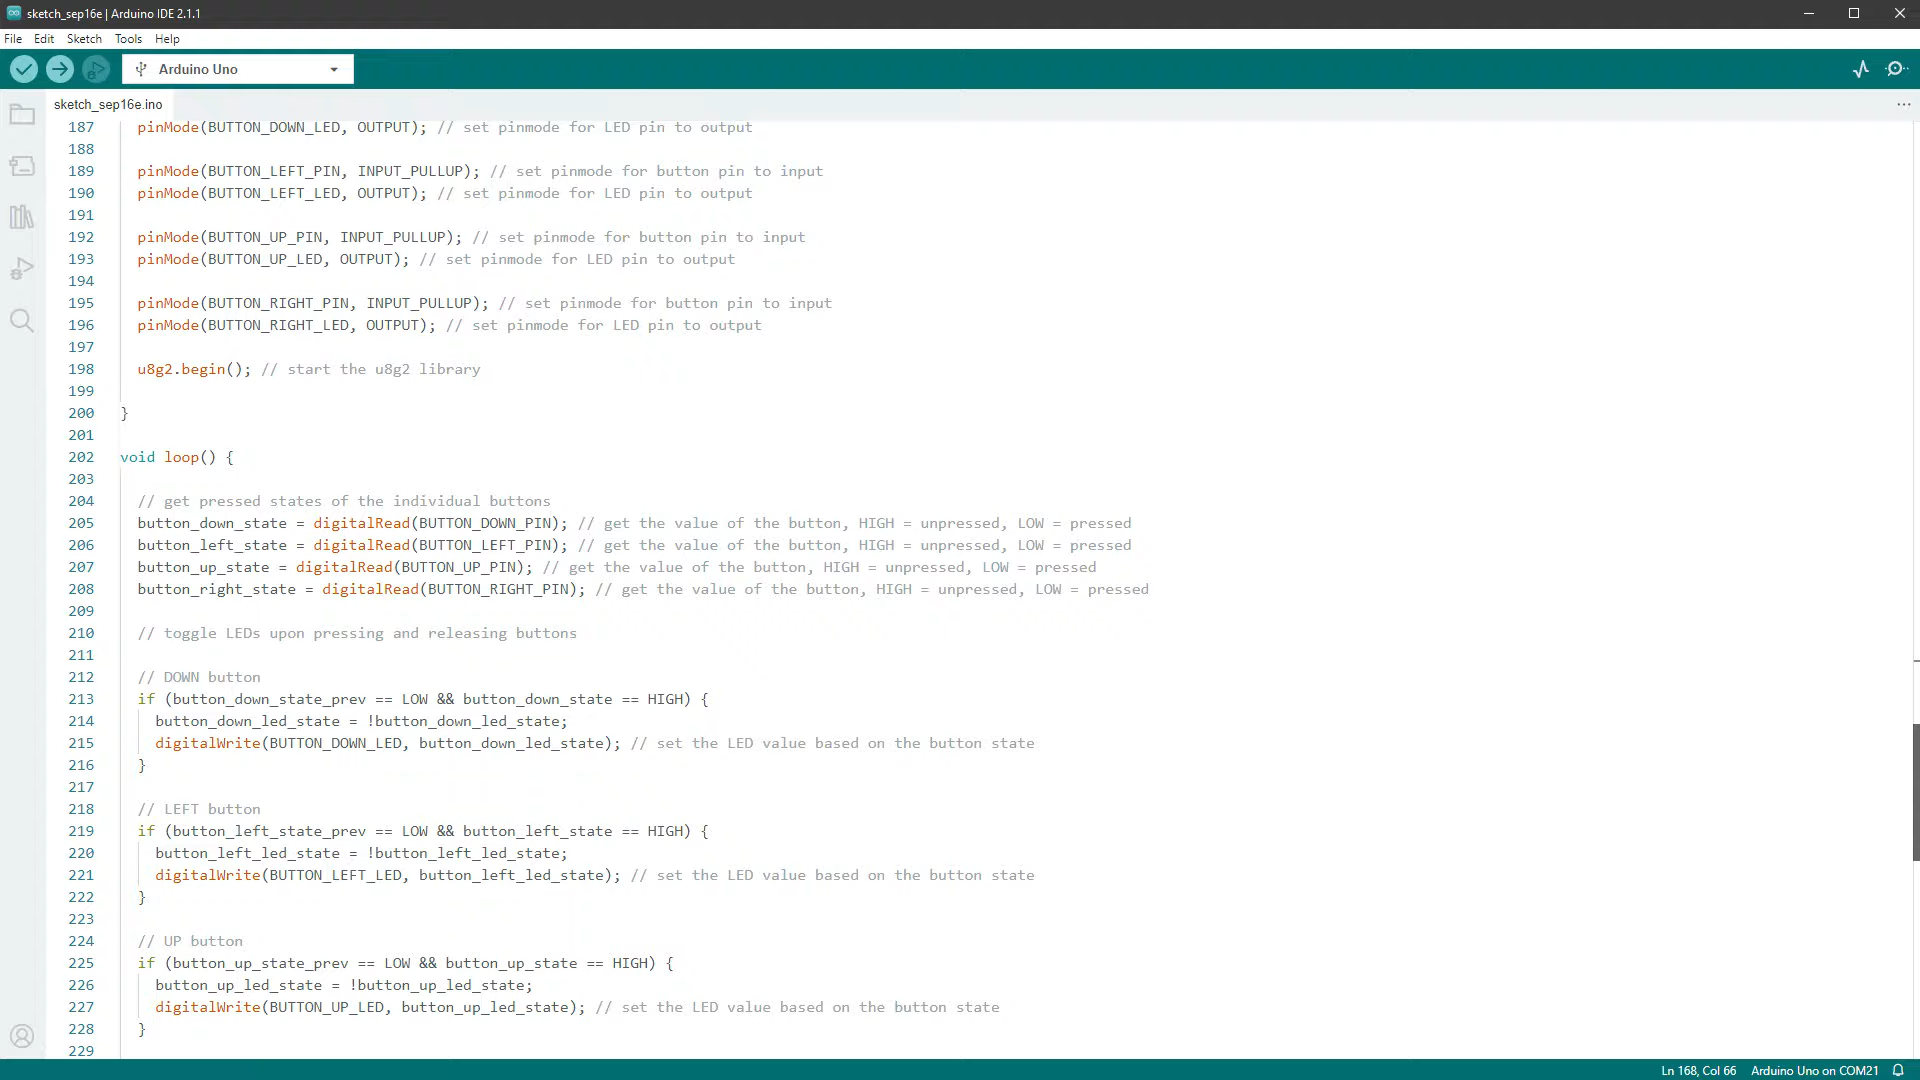 sketch_sep16e | Arduino IDE 2.1.1
File Edit Sketch Tools Help
Arduino Uno
sketch_sep16e.ino
187 pinMode(BUTTON_DOWN_LED, OUTPUT); // set pinmode for LED pin to output
188
189 pinMode(BUTTON_LEFT_PIN, INPUT_PULLUP); // set pinmode for button pin to input
190 pinMode(BUTTON_LEFT_LED, OUTPUT); // set pinmode for LED pin to output
191
192 pinMode(BUTTON_UP_PIN, INPUT_PULLUP); // set pinmode for button pin to input
193 pinMode(BUTTON_UP_LED, OUTPUT); // set pinmode for LED pin to output
194
195 pinMode(BUTTON_RIGHT_PIN, INPUT_PULLUP); // set pinmode for button pin to input
196 pinMode(BUTTON_RIGHT_LED, OUTPUT); // set pinmode for LED pin to output
197
198 u8g2.begin(); // start the u8g2 library
199
200 }
201
202 void loop() {
203
204 // get pressed states of the individual buttons
205 button_down_state = digitalRead(BUTTON_DOWN_PIN); // get the value of the button, HIGH = unpressed, LOW = pressed
206 button_left_state = digitalRead(BUTTON_LEFT_PIN); // get the value of the button, HIGH = unpressed, LOW = pressed
207 button_up_state = digitalRead(BUTTON_UP_PIN); // get the value of the button, HIGH = unpressed, LOW = pressed
208 button_right_state = digitalRead(BUTTON_RIGHT_PIN); // get the value of the button, HIGH = unpressed, LOW = pressed
209
210 // toggle LEDs upon pressing and releasing buttons
211
212 // DOWN button
213 if (button_down_state_prev == LOW && button_down_state == HIGH) {
214 button_down_led_state = !button_down_led_state;
215 digitalWrite(BUTTON_DOWN_LED, button_down_led_state); // set the LED value based on the button state
216 }
217
218 // LEFT button
219 if (button_left_state_prev == LOW && button_left_state == HIGH) {
220 button_left_led_state = !button_left_led_state;
221 digitalWrite(BUTTON_LEFT_LED, button_left_led_state); // set the LED value based on the button state
222 }
223
224 // UP button
225 if (button_up_state_prev == LOW && button_up_state == HIGH) {
226 button_up_led_state = !button_up_led_state;
227 digitalWrite(BUTTON_UP_LED, button_up_led_state); // set the LED value based on the button state
228 }
229
Ln 168, Col 66 Arduino Uno on COM21